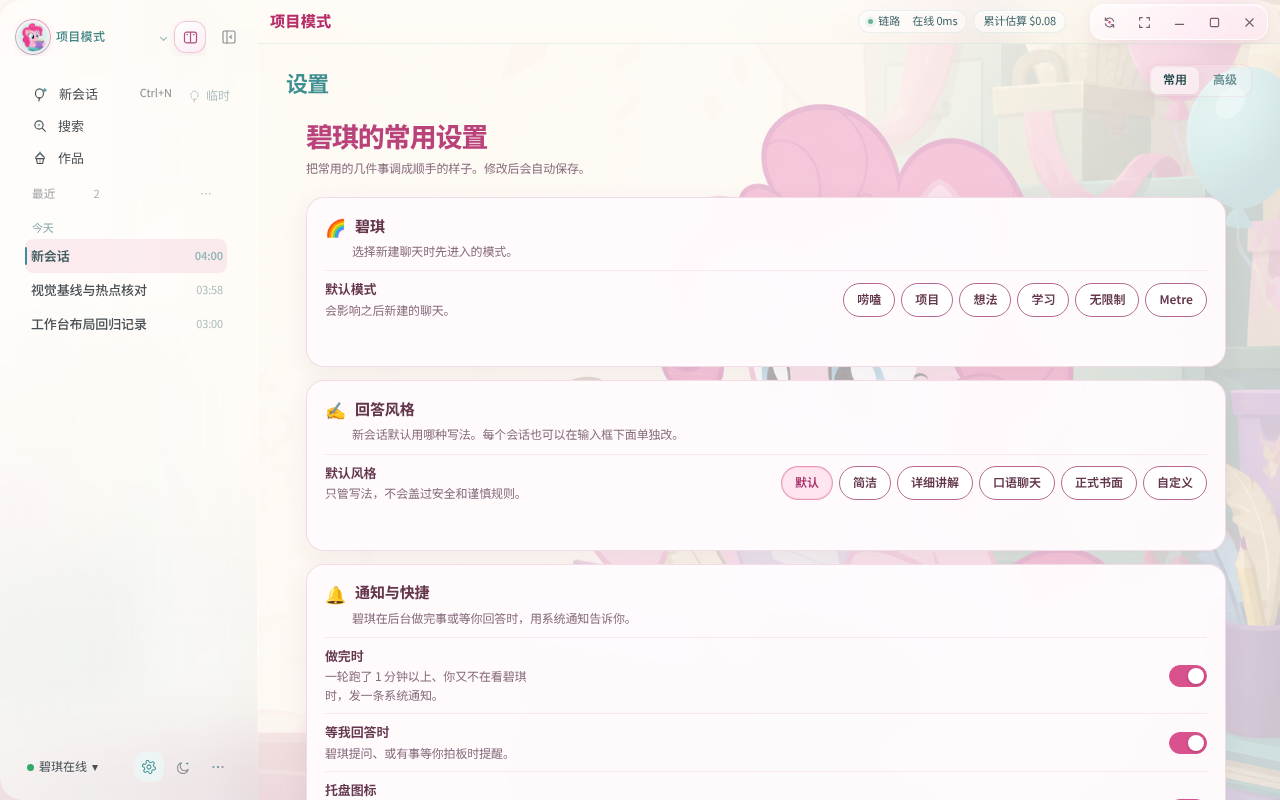 项目模式
新会话 Ctrl+N 临时
搜索
作品
最近 2 ···
今天
新会话 04:00
视觉基线与热点核对 03:58
工作台布局回归记录 03:00
碧琪在线 ▾ ···
项目模式
链路 在线 0ms 累计估算 $0.08
设置
常用 高级
碧琪的常用设置
把常用的几件事调成顺手的样子。修改后会自动保存。
🌈 碧琪
选择新建聊天时先进入的模式。
默认模式
会影响之后新建的聊天。
唠嗑 项目 想法 学习 无限制 Metre
✍️ 回答风格
新会话默认用哪种写法。每个会话也可以在输入框下面单独改。
默认风格
只管写法，不会盖过安全和谨慎规则。
默认 简洁 详细讲解 口语聊天 正式书面 自定义
🔔 通知与快捷
碧琪在后台做完事或等你回答时，用系统通知告诉你。
做完时
一轮跑了 1 分钟以上、你又不在看碧琪
时，发一条系统通知。
等我回答时
碧琪提问、或有事等你拍板时提醒。
托盘图标